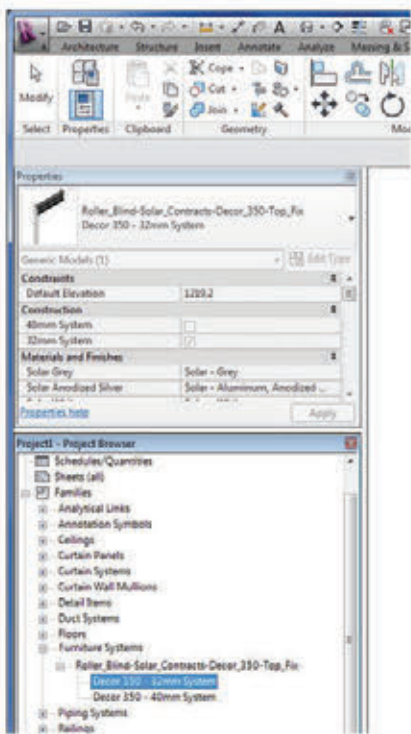 Architecture Structure Insert Annotate Analyze Massing & S
Modify Paste Cope
Cut
Join
Select Properties Clipboard Geometry
Properties
Roller_Blind-Solar_Contracts-Decor_350-Top_Fix
Decor 350 - 32mm System
Generic Models (1) Edit Type
Constraints
Default Elevation 1219.2
Construction
40mm System
32mm System
Materials and Finishes
Solar Grey Solar - Grey
Solar Anodized Silver Solar - Aluminum, Anodized ...
Properties help Apply
Project1 - Project Browser
Schedules/Quantities
Sheets (all)
Families
Analytical Links
Annotation Symbols
Ceilings
Curtain Panels
Curtain Systems
Curtain Wall Mullions
Detail Items
Duct Systems
Floors
Furniture Systems
Roller_Blind-Solar_Contracts-Decor_350-Top_Fix
Decor 350 - 32mm System
Decor 350 - 40mm System
Piping Systems
Railings